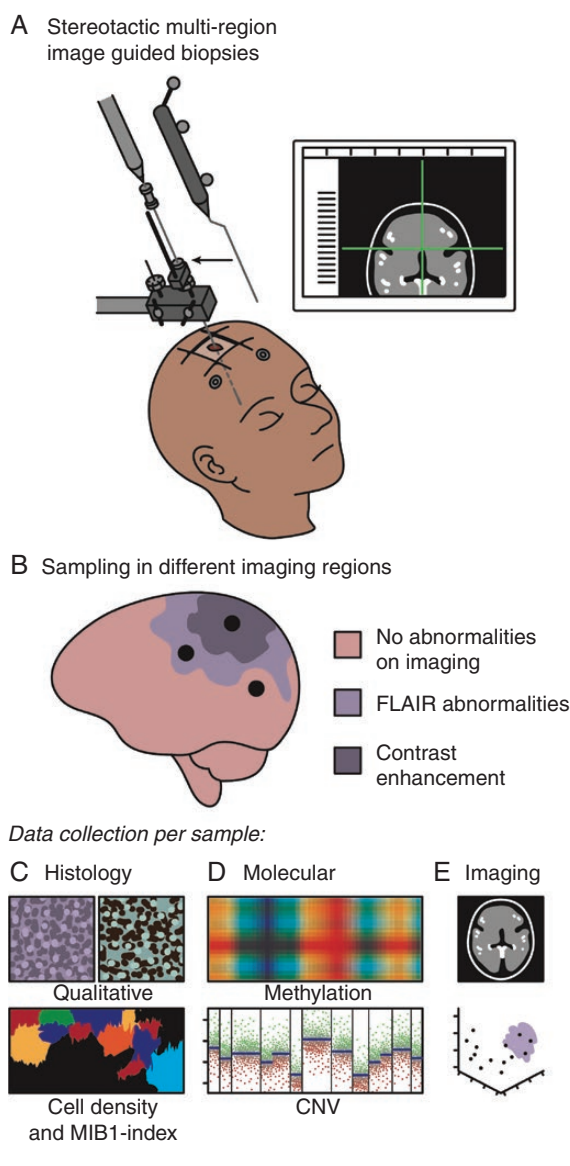 A Stereotactic multi-region
image guided biopsies
B Sampling in different imaging regions
No abnormalities
on imaging
FLAIR abnormalities
Contrast
enhancement
Data collection per sample:
C Histology
D Molecular
E Imaging
Qualitative
Methylation
Cell density
and MIB1-index
CNV